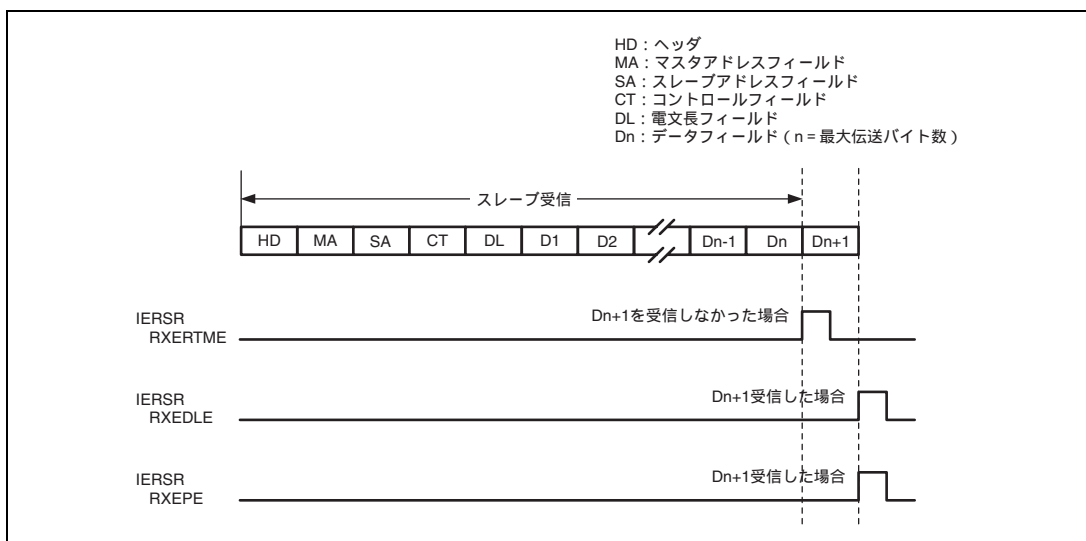 HD：ヘッダ
MA：マスタアドレスフィールド
SA：スレーブアドレスフィールド
CT：コントロールフィールド
DL：電文長フィールド
Dn：データフィールド（n = 最大伝送バイト数）
スレーブ受信
HD MA SA CT DL D1 D2 Dn-1 Dn Dn+1
IERSR
RXERTME
Dn+1を受信しなかった場合
IERSR
RXEDLE
Dn+1受信した場合
IERSR
RXEPE
Dn+1受信した場合